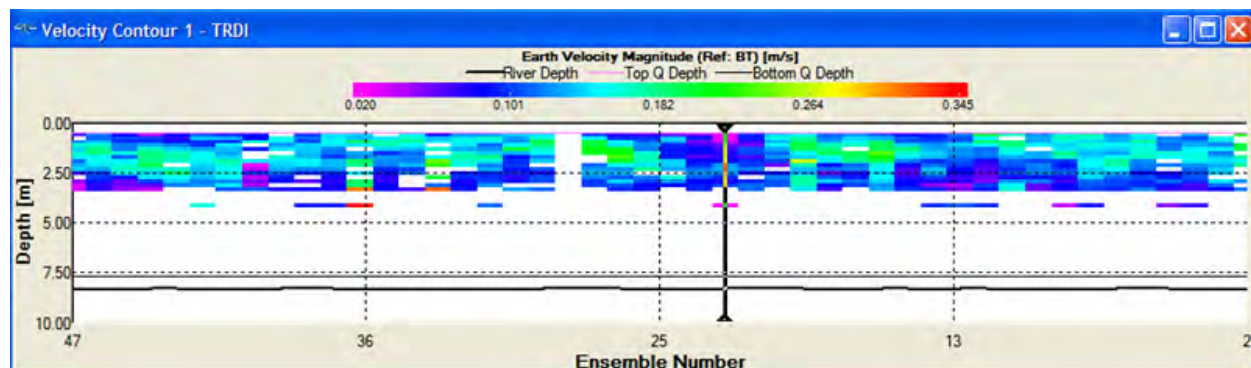 Velocity Contour 1 - TRDI
Earth Velocity Magnitude (Ref: BT) [m/s]
River Depth Top Q Depth Bottom Q Depth
0.020 0.101 0.182 0.264 0.345
0.00
2.50
5.00
7.50
10.00
Depth [m]
47 36 25 13 2
Ensemble Number